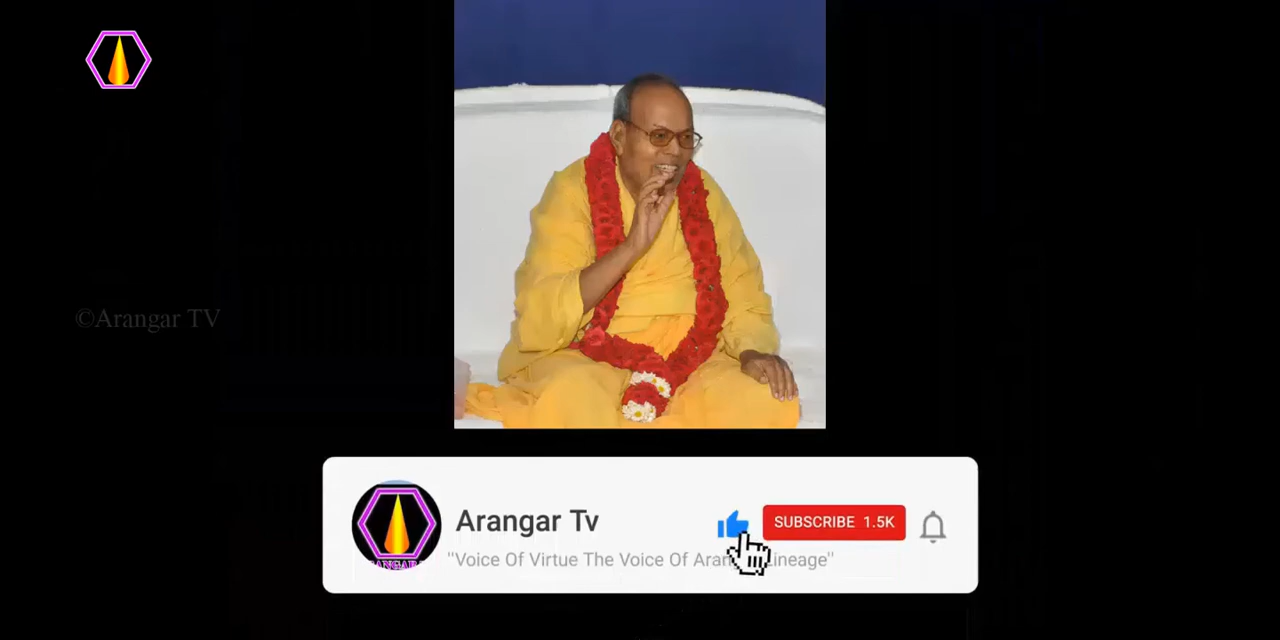 ©Arangar TV
Arangar Tv
SUBSCRIBE 1.5K
"Voice Of Virtue The Voice Of Lineage"